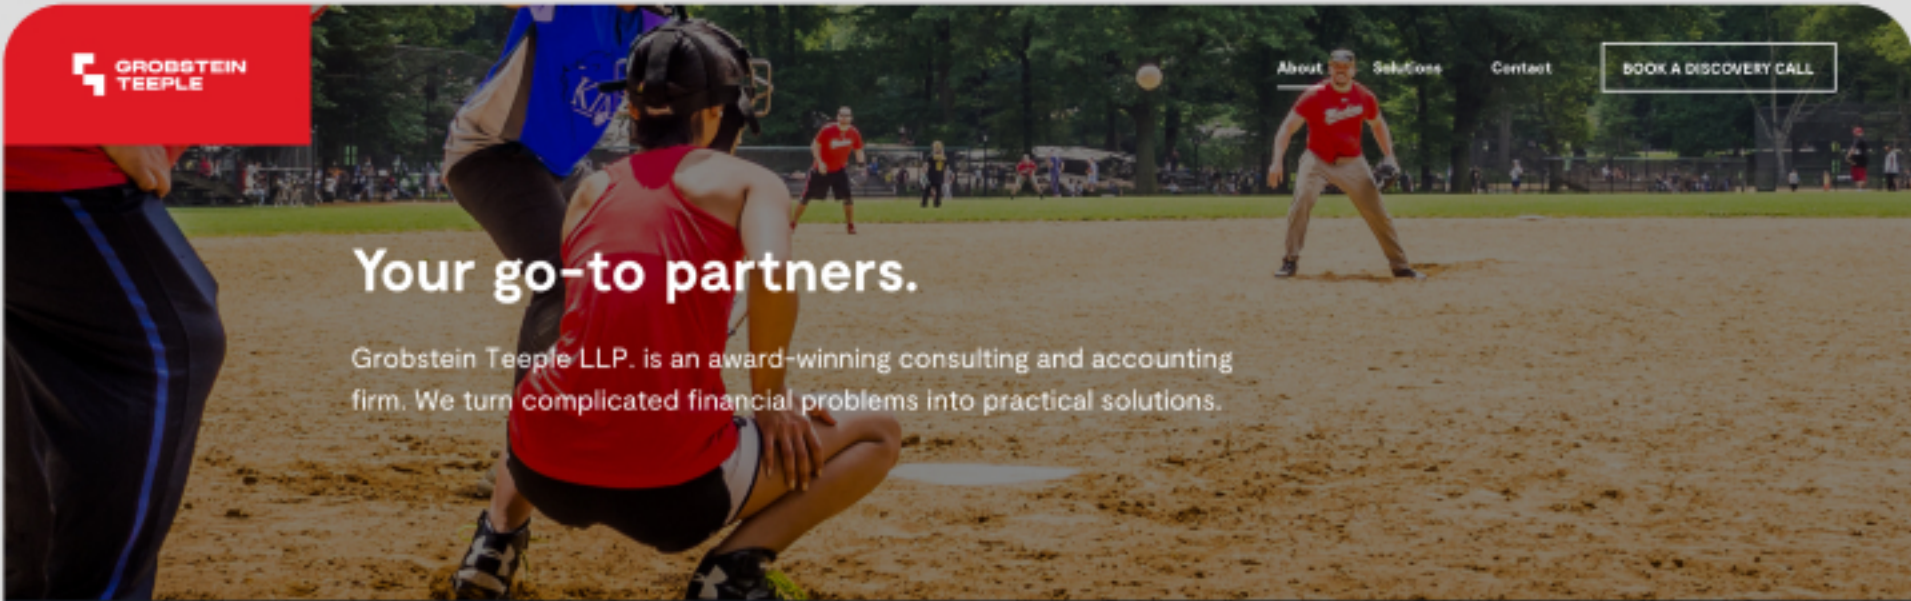 GROBSTEIN
TEEPLE
About Solutions Contact BOOK A DISCOVERY CALL
Your go-to partners.
Grobstein Teeple LLP. is an award-winning consulting and accounting
firm. We turn complicated financial problems into practical solutions.